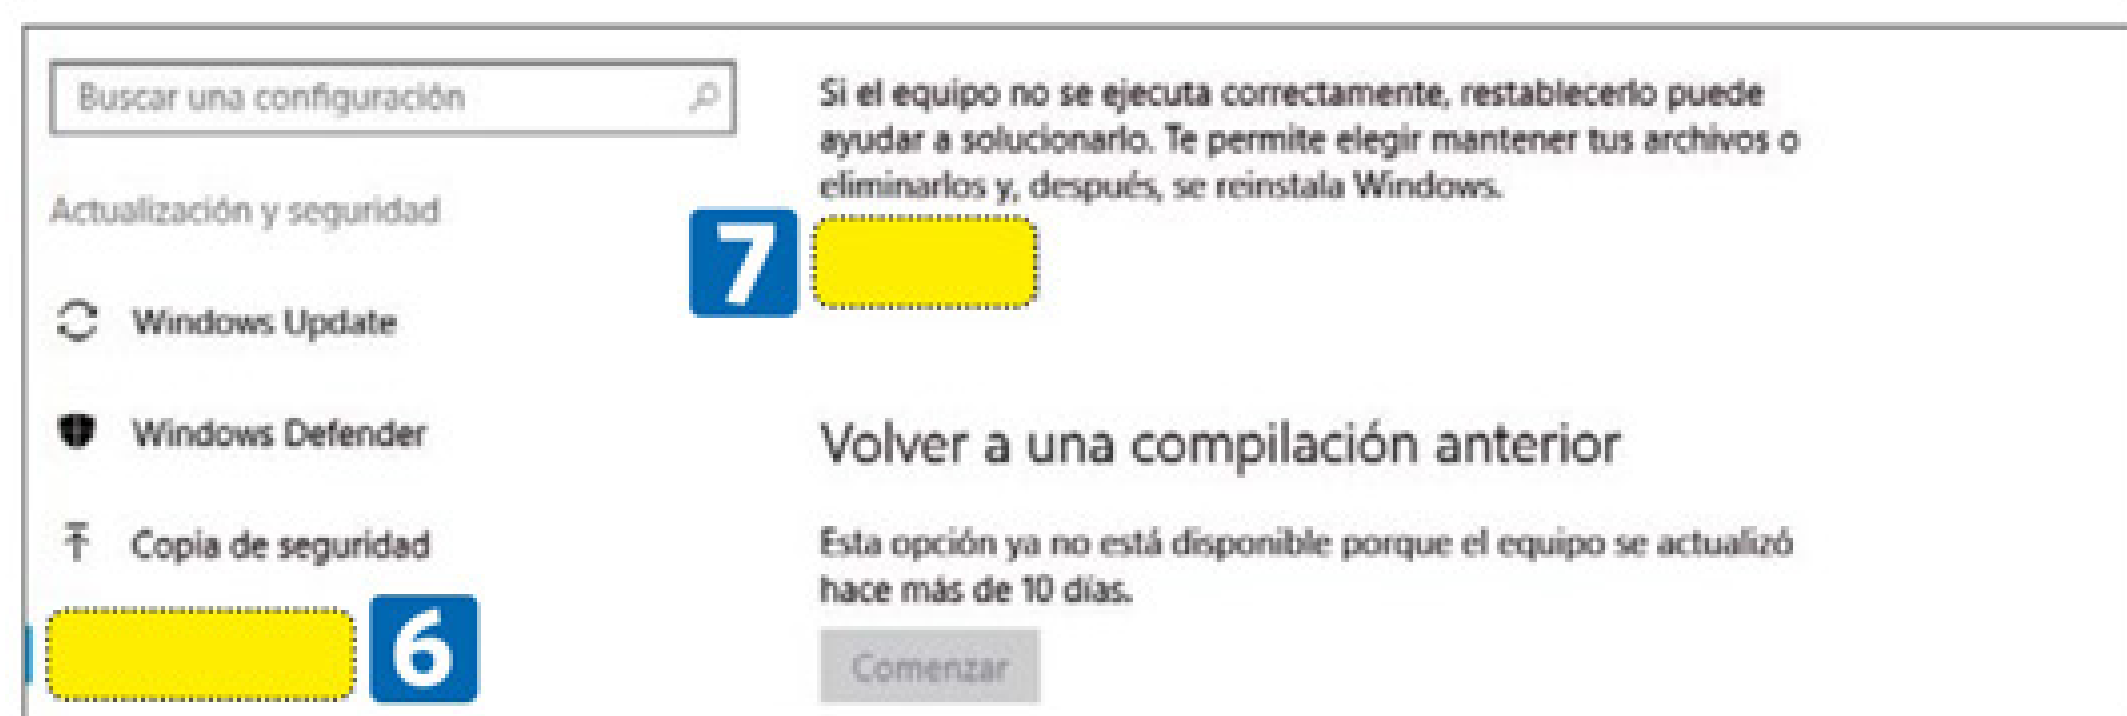 Buscar una configuración
Actualización y seguridad
Windows Update
Windows Defender
Copia de seguridad
6
Si el equipo no se ejecuta correctamente, restablecerlo puede
ayudar a solucionarlo. Te permite elegir mantener tus archivos o
eliminarlos y, después, se reinstala Windows.
7
Volver a una compilación anterior
Esta opción ya no está disponible porque el equipo se actualizó
hace más de 10 días.
Comenzar